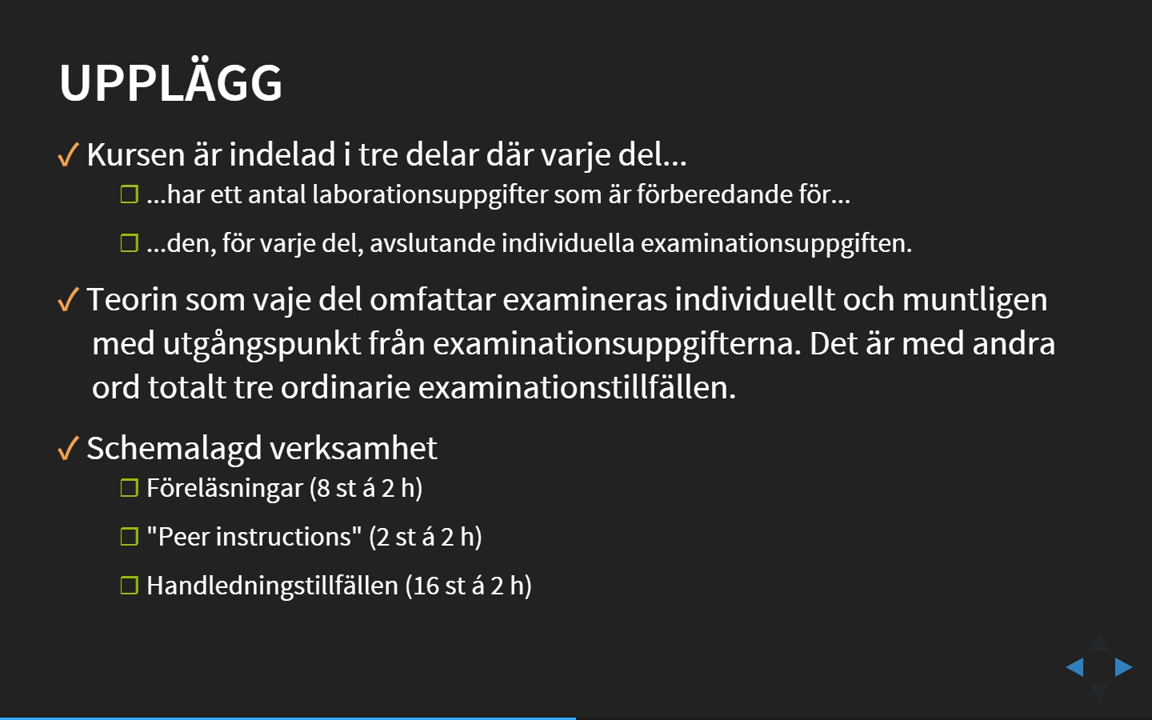 UPPLÄGG
✓ Kursen är indelad i tre delar där varje del...
❐ ...har ett antal laborationsuppgifter som är förberedande för...
❐ ...den, för varje del, avslutande individuella examinationsuppgiften.
✓ Teorin som vaje del omfattar examineras individuellt och muntligen
med utgångspunkt från examinationsuppgifterna. Det är med andra
ord totalt tre ordinarie examinationstillfällen.
✓ Schemalagd verksamhet
❐ Föreläsningar (8 st á 2 h)
❐ "Peer instructions" (2 st á 2 h)
❐ Handledningstillfällen (16 st á 2 h)